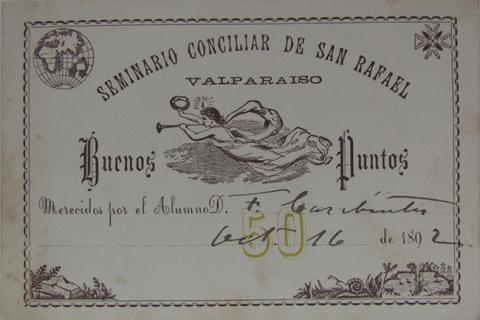 SEMINARIO CONCILIAR DE SAN RAFAEL
VALPARAISO
Buenos Puntos
Merecidos por el Alumno D. F.
50
Oct. 16 de 1892